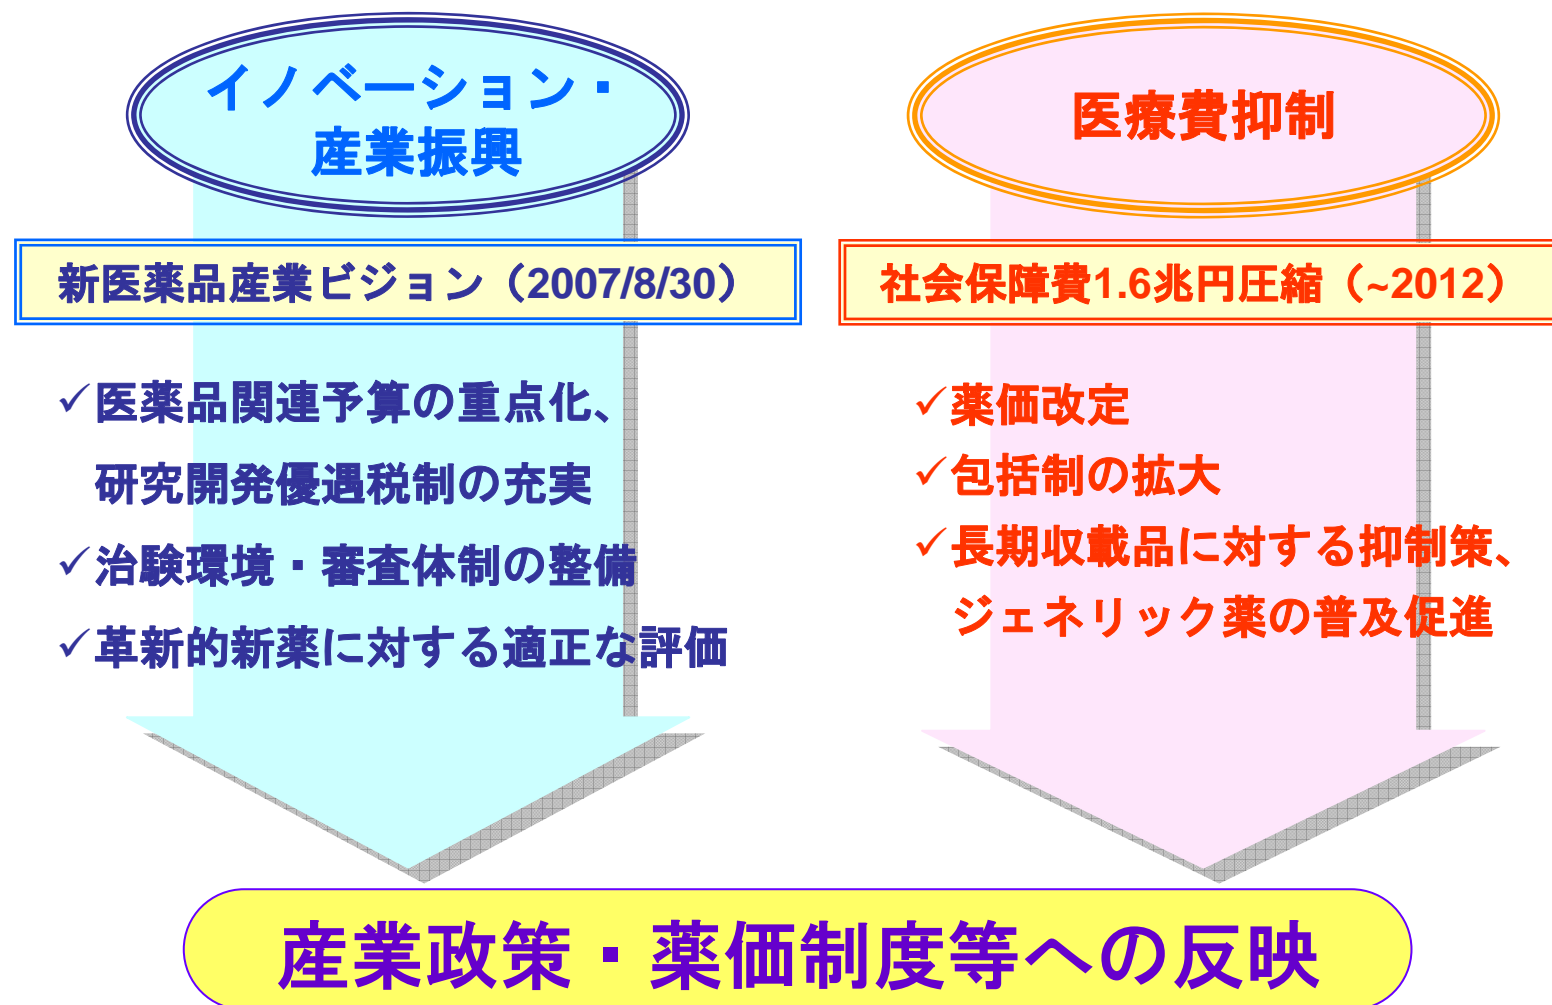 イノベーション・
産業振興
新医薬品産業ビジョン（2007/8/30）
✓医薬品関連予算の重点化、
研究開発優遇税制の充実
✓治験環境・審査体制の整備
✓革新的新薬に対する適正な評価
医療費抑制
社会保障費1.6兆円圧縮（~2012）
✓薬価改定
✓包括制の拡大
✓長期収載品に対する抑制策、
ジェネリック薬の普及促進
産業政策・薬価制度等への反映